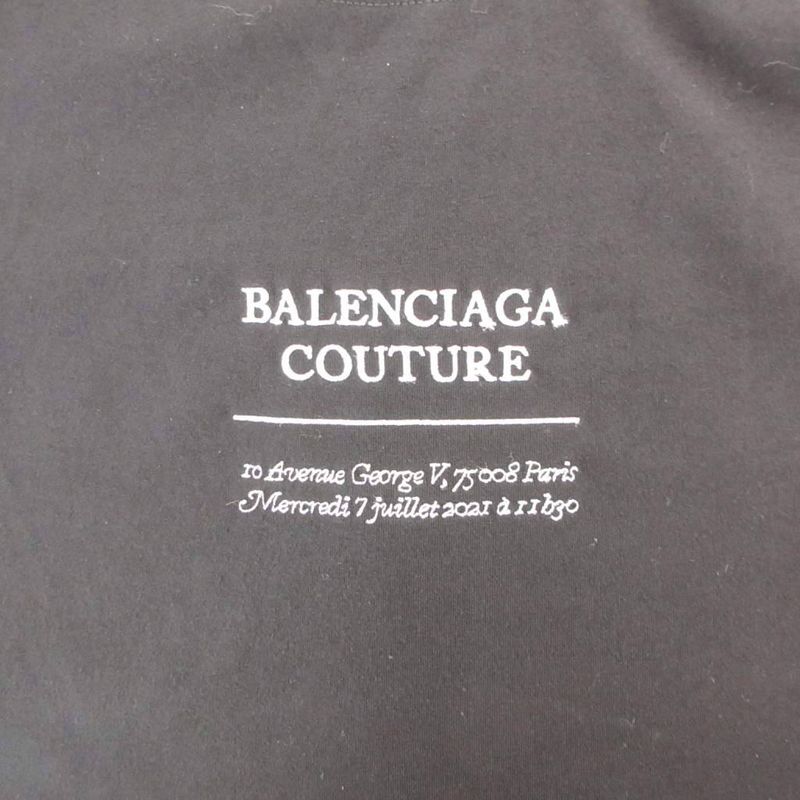 BALENCIAGA
COUTURE
10 Avenue George V, 75008 Paris
Mercredi 7 juillet 2021 à 11h30